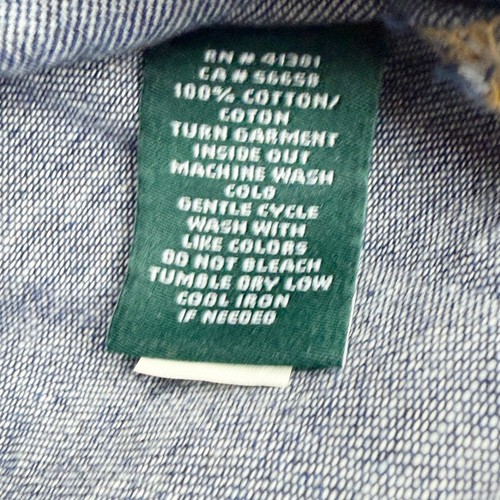 RN # 41381
CA # 56658
100% COTTON/
COTON
TURN GARMENT
INSIDE OUT
MACHINE WASH
COLD
GENTLE CYCLE
WASH WITH
LIKE COLORS
DO NOT BLEACH
TUMBLE DRY LOW
COOL IRON
IF NEEDED